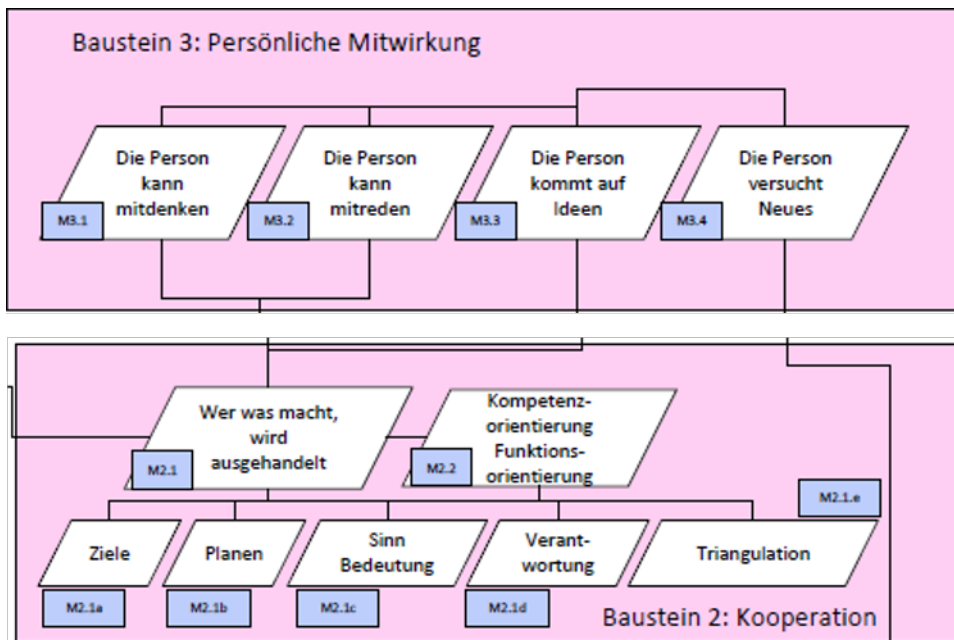 Baustein 3: Persönliche Mitwirkung
Die Person
kann
mitdenken
M3.1
Die Person
kann
mitreden
M3.2
Die Person
kommt auf
Ideen
M3.3
Die Person
versucht
Neues
M3.4
Wer was macht,
wird
ausgehandelt
M2.1
Kompetenz-
orientierung
Funktions-
orientierung
M2.2
M2.1.e
Ziele
M2.1a
Planen
M2.1b
Sinn
Bedeutung
M2.1c
Verant-
wortung
M2.1d
Triangulation
Baustein 2: Kooperation